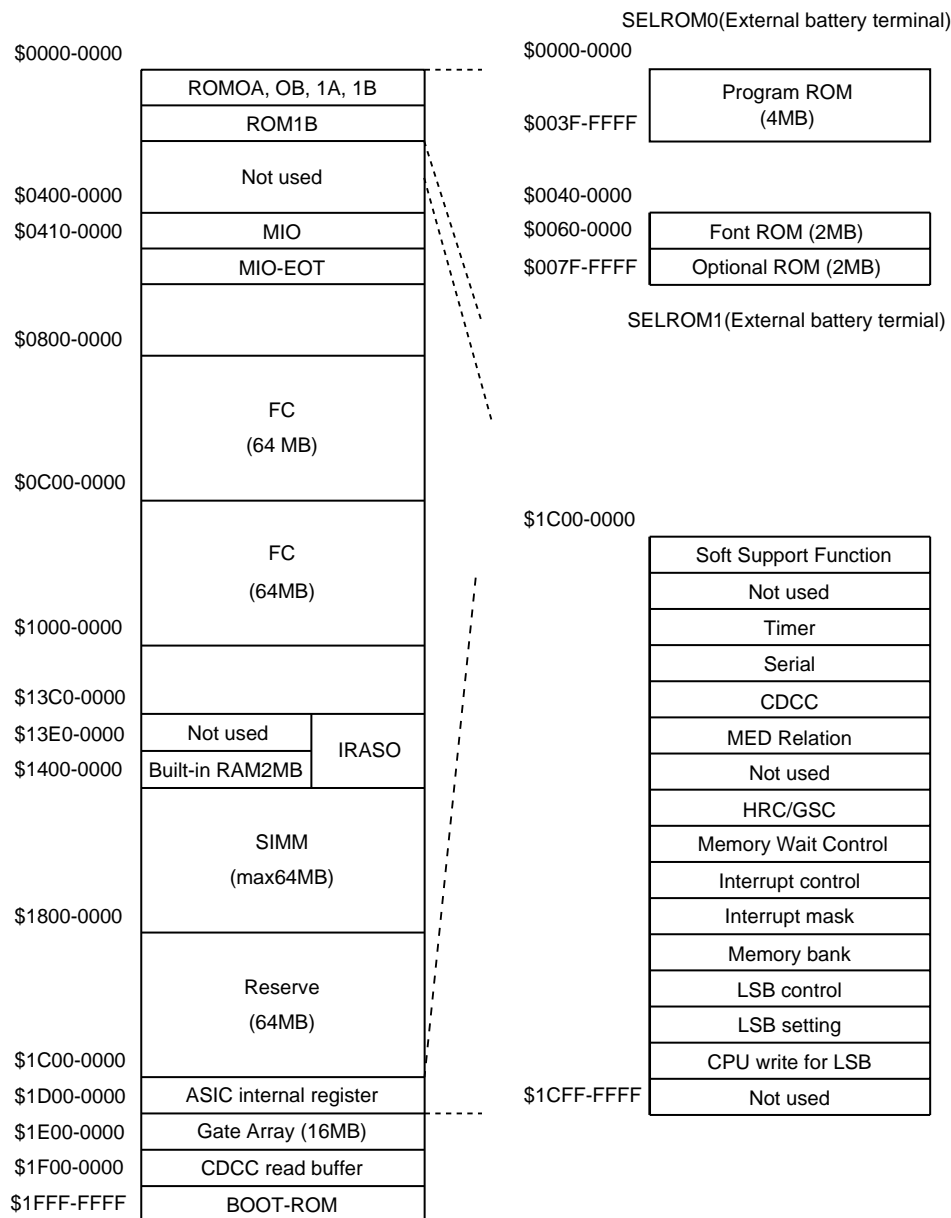 $0000-0000
ROMOA, OB, 1A, 1B
ROM1B
Not used
$0400-0000
$0410-0000
MIO
MIO-EOT
$0800-0000
FC
(64 MB)
$0C00-0000
FC
(64MB)
$1000-0000
$13C0-0000
$13E0-0000
Not used
IRASO
$1400-0000
Built-in RAM2MB
SIMM
(max64MB)
$1800-0000
Reserve
(64MB)
$1C00-0000
$1D00-0000
ASIC internal register
$1E00-0000
Gate Array (16MB)
$1F00-0000
CDCC read buffer
$1FFF-FFFF
BOOT-ROM
SELROM0(External battery terminal)
$0000-0000
Program ROM
(4MB)
$003F-FFFF
$0040-0000
$0060-0000
Font ROM (2MB)
$007F-FFFF
Optional ROM (2MB)
SELROM1(External battery termial)
$1C00-0000
Soft Support Function
Not used
Timer
Serial
CDCC
MED Relation
Not used
HRC/GSC
Memory Wait Control
Interrupt control
Interrupt mask
Memory bank
LSB control
LSB setting
CPU write for LSB
$1CFF-FFFF
Not used